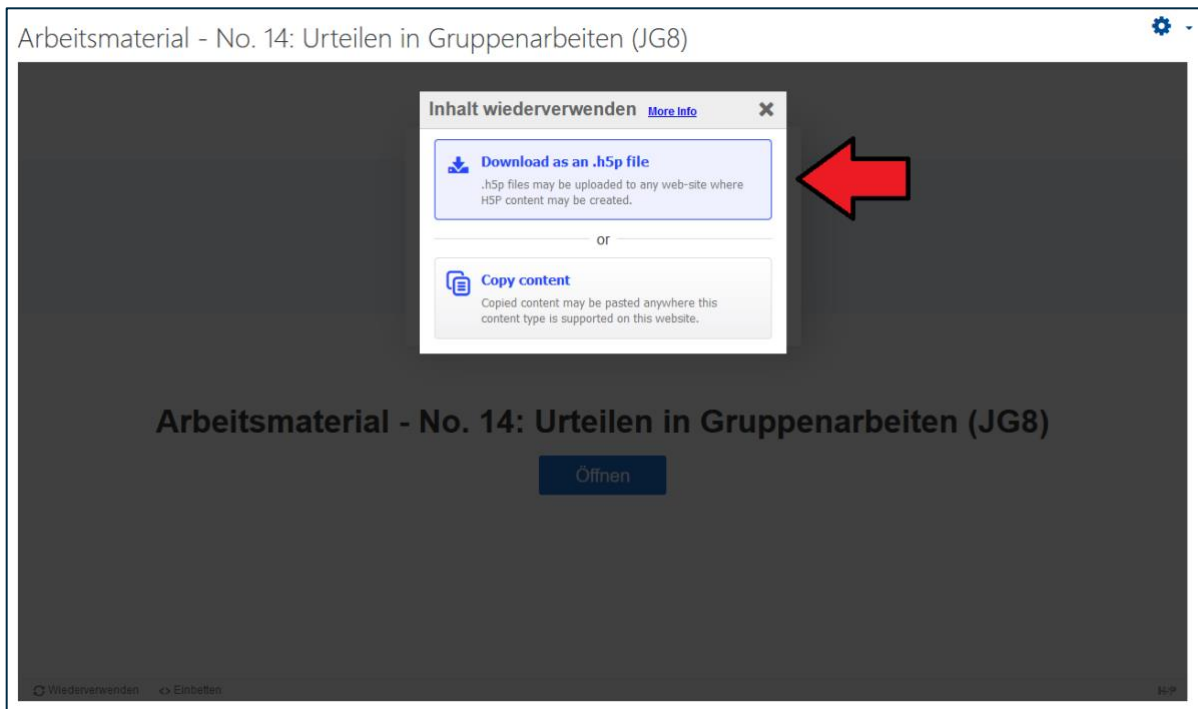 Arbeitsmaterial - No. 14: Urteilen in Gruppenarbeiten (JG8)
Inhalt wiederverwenden More Info
Download as an .h5p file
.h5p files may be uploaded to any web-site where
H5P content may be created.
or
Copy content
Copied content may be pasted anywhere this
content type is supported on this website.
Arbeitsmaterial - No. 14: Urteilen in Gruppenarbeiten (JG8)
Öffnen
Wiederverwenden <> Einbetten H5P